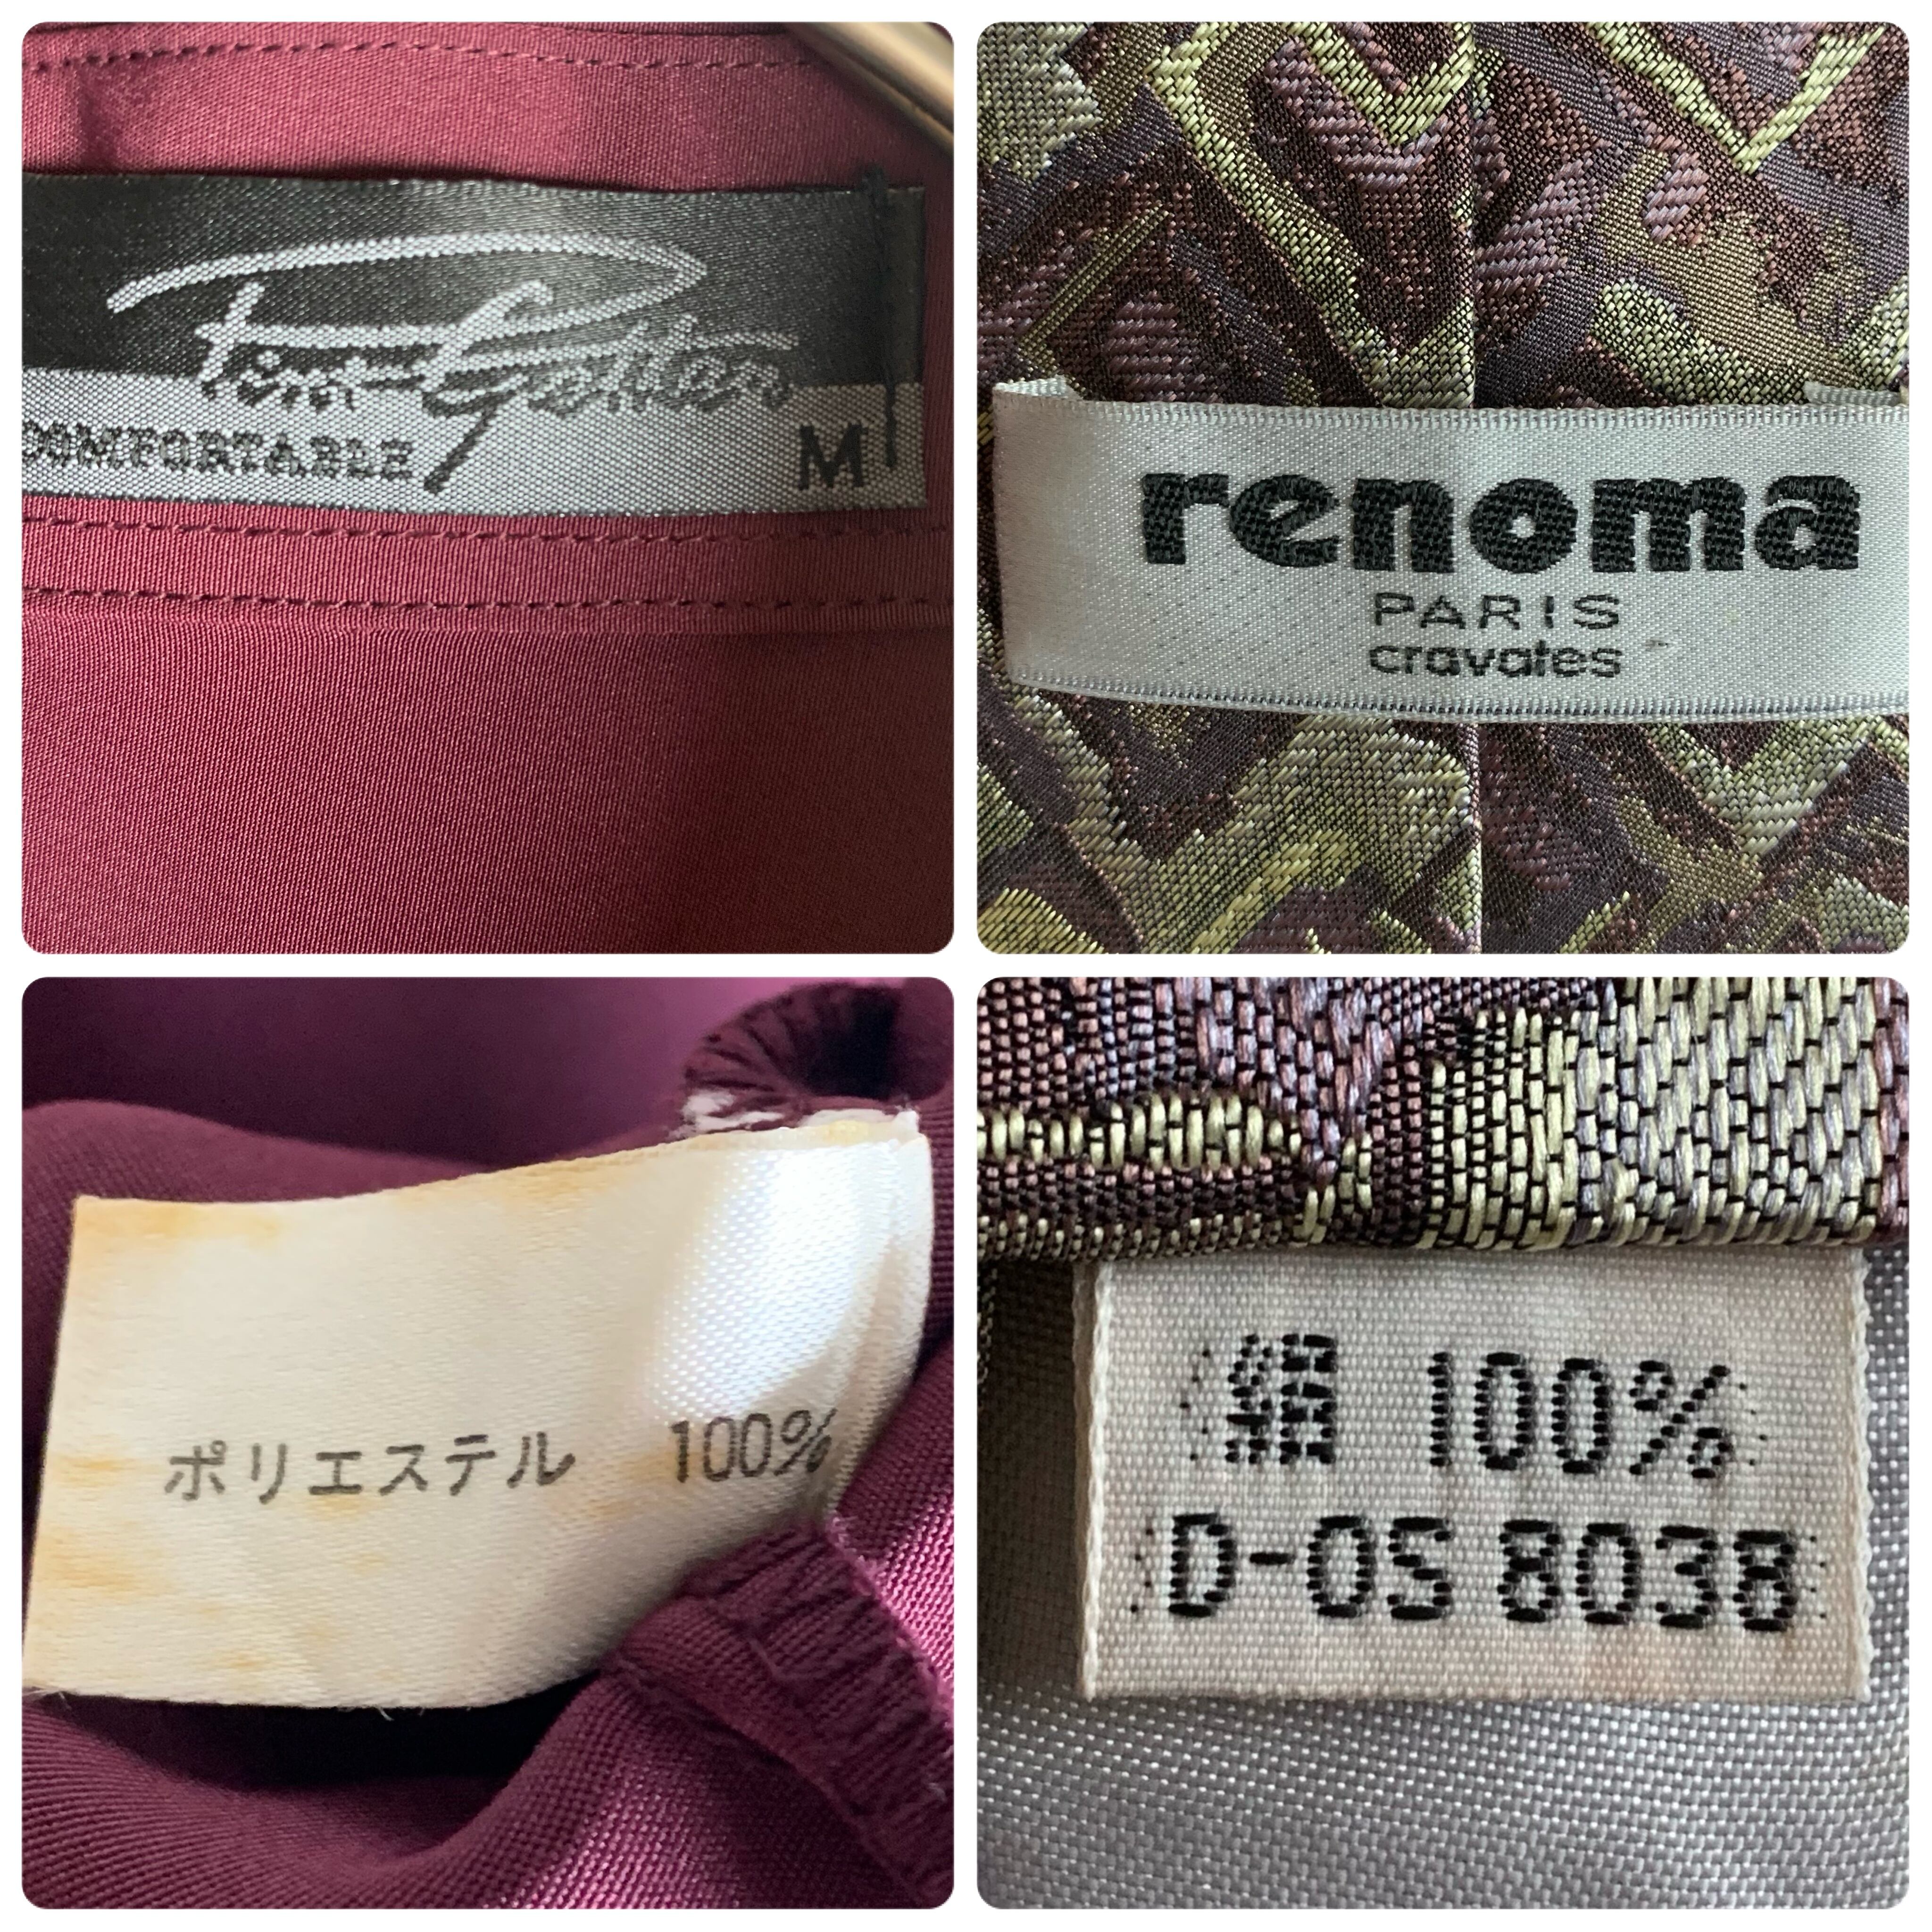 COMFORTABLE
M
renoma
PARIS
cravates
ポリエステル 100%
絹 100%
D-OS 8038